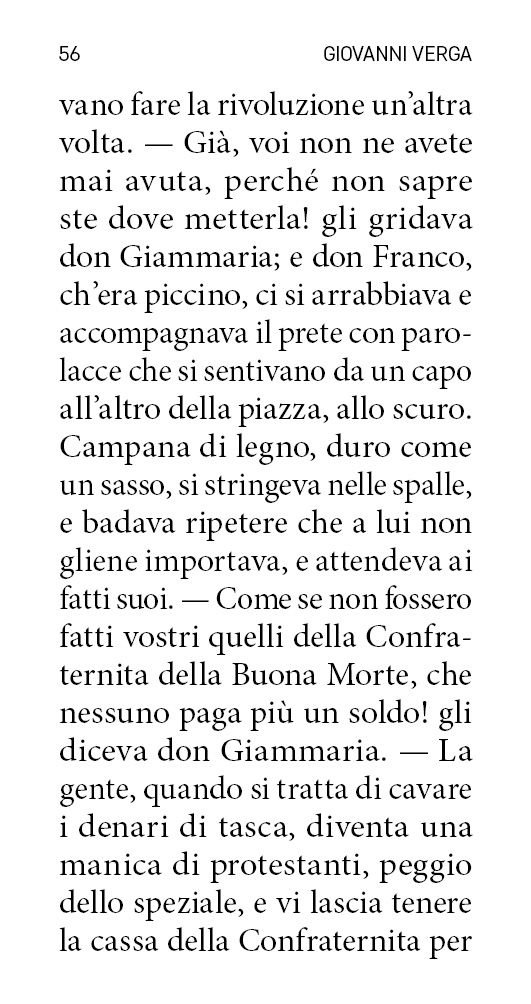 56 GIOVANNI VERGA
vano fare la rivoluzione un’altra
volta. — Già, voi non ne avete
mai avuta, perché non sapre
ste dove metterla! gli gridava
don Giammaria; e don Franco,
ch’era piccino, ci si arrabbiava e
accompagnava il prete con paro-
lacce che si sentivano da un capo
all’altro della piazza, allo scuro.
Campana di legno, duro come
un sasso, si stringeva nelle spalle,
e badava ripetere che a lui non
gliene importava, e attendeva ai
fatti suoi. — Come se non fossero
fatti vostri quelli della Confra-
ternita della Buona Morte, che
nessuno paga più un soldo! gli
diceva don Giammaria. — La
gente, quando si tratta di cavare
i denari di tasca, diventa una
manica di protestanti, peggio
dello speziale, e vi lascia tenere
la cassa della Confraternita per